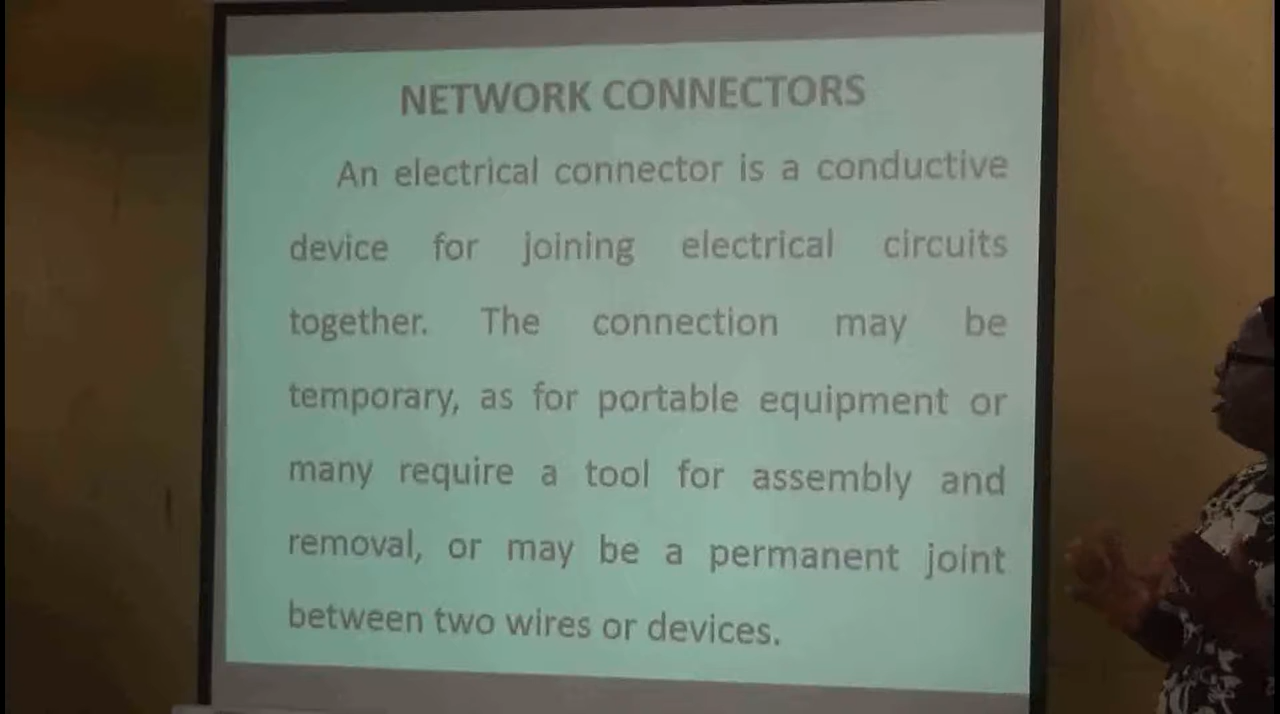 NETWORK CONNECTORS
An electrical connector is a conductive
device for joining electrical circuits
together. The connection may be
temporary, as for portable equipment or
many require a tool for assembly and
removal, or may be a permanent joint
between two wires or devices.